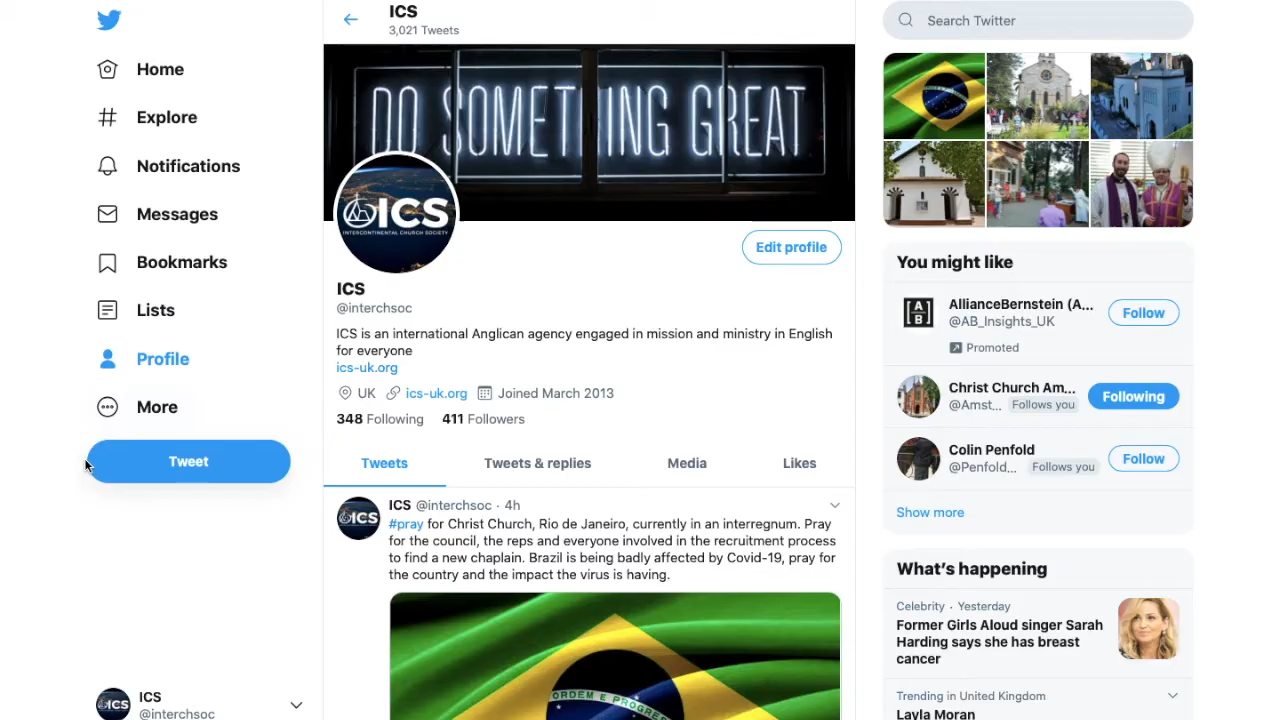 Home
Explore
Notifications
Messages
Bookmarks
Lists
Profile
More
Tweet
ICS
@interchsoc
ICS
3,021 Tweets
DO SOMETHING GREAT
ICS
INTERCONTINENTAL CHURCH SOCIETY
Edit profile
ICS
@interchsoc
ICS is an international Anglican agency engaged in mission and ministry in English
for everyone
ics-uk.org
UK ics-uk.org Joined March 2013
348 Following 411 Followers
Tweets Tweets & replies Media Likes
ICS
ICS @interchsoc · 4h
#pray for Christ Church, Rio de Janeiro, currently in an interregnum. Pray
for the council, the reps and everyone involved in the recruitment process
to find a new chaplain. Brazil is being badly affected by Covid-19, pray for
the country and the impact the virus is having.
ORDEM E PROGRES
Search Twitter
You might like
AllianceBernstein (A...
@AB_Insights_UK
Follow
Promoted
Christ Church Am...
@Amst... Follows you
Following
Colin Penfold
@Penfold... Follows you
Follow
Show more
What's happening
Celebrity · Yesterday
Former Girls Aloud singer Sarah
Harding says she has breast
cancer
Trending in United Kingdom
Layla Moran